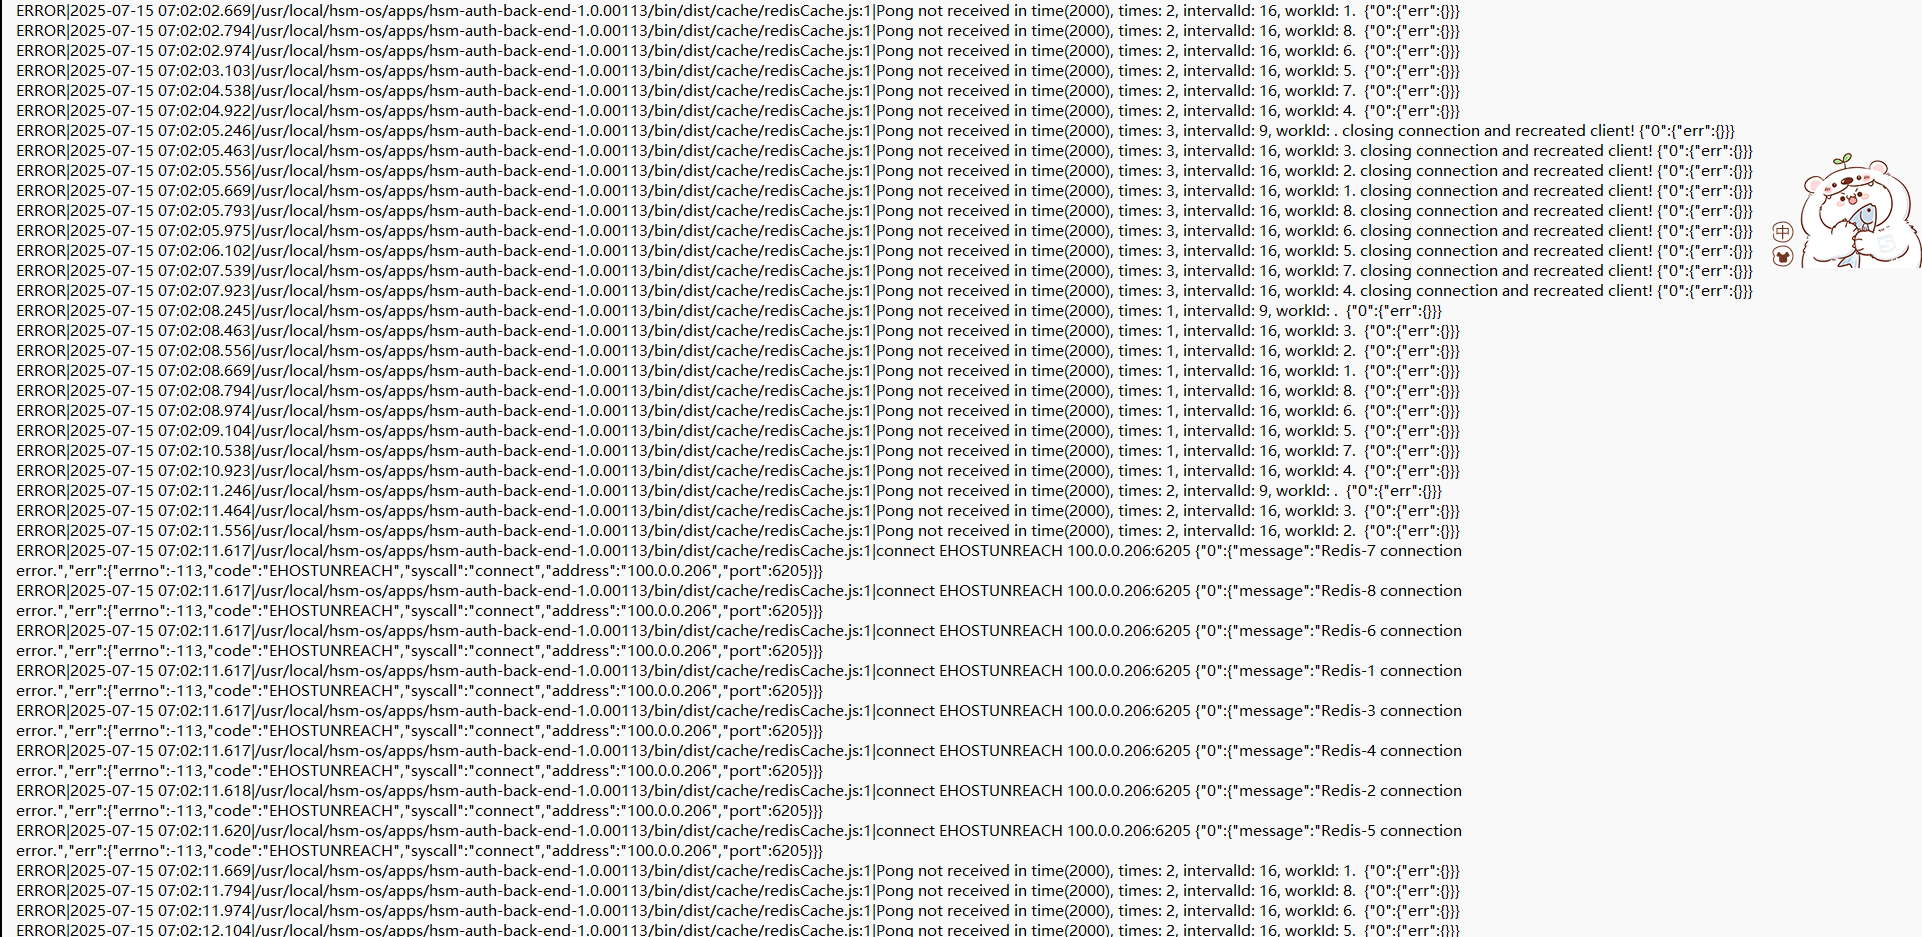 ERROR|2025-07-15 07:02:02.669|/usr/local/hsm-os/apps/hsm-auth-back-end-1.0.00113/bin/dist/cache/redisCache.js:1|Pong not received in time(2000), times: 2, intervalId: 16, workId: 1.  {"0":{"err":{}}}
ERROR|2025-07-15 07:02:02.794|/usr/local/hsm-os/apps/hsm-auth-back-end-1.0.00113/bin/dist/cache/redisCache.js:1|Pong not received in time(2000), times: 2, intervalId: 16, workId: 8.  {"0":{"err":{}}}
ERROR|2025-07-15 07:02:02.974|/usr/local/hsm-os/apps/hsm-auth-back-end-1.0.00113/bin/dist/cache/redisCache.js:1|Pong not received in time(2000), times: 2, intervalId: 16, workId: 6.  {"0":{"err":{}}}
ERROR|2025-07-15 07:02:03.103|/usr/local/hsm-os/apps/hsm-auth-back-end-1.0.00113/bin/dist/cache/redisCache.js:1|Pong not received in time(2000), times: 2, intervalId: 16, workId: 5.  {"0":{"err":{}}}
ERROR|2025-07-15 07:02:04.538|/usr/local/hsm-os/apps/hsm-auth-back-end-1.0.00113/bin/dist/cache/redisCache.js:1|Pong not received in time(2000), times: 2, intervalId: 16, workId: 7.  {"0":{"err":{}}}
ERROR|2025-07-15 07:02:04.922|/usr/local/hsm-os/apps/hsm-auth-back-end-1.0.00113/bin/dist/cache/redisCache.js:1|Pong not received in time(2000), times: 2, intervalId: 16, workId: 4.  {"0":{"err":{}}}
ERROR|2025-07-15 07:02:05.246|/usr/local/hsm-os/apps/hsm-auth-back-end-1.0.00113/bin/dist/cache/redisCache.js:1|Pong not received in time(2000), times: 3, intervalId: 9, workId: . closing connection and recreated client! {"0":{"err":{}}}
ERROR|2025-07-15 07:02:05.463|/usr/local/hsm-os/apps/hsm-auth-back-end-1.0.00113/bin/dist/cache/redisCache.js:1|Pong not received in time(2000), times: 3, intervalId: 16, workId: 3. closing connection and recreated client! {"0":{"err":{}}}
ERROR|2025-07-15 07:02:05.556|/usr/local/hsm-os/apps/hsm-auth-back-end-1.0.00113/bin/dist/cache/redisCache.js:1|Pong not received in time(2000), times: 3, intervalId: 16, workId: 2. closing connection and recreated client! {"0":{"err":{}}}
ERROR|2025-07-15 07:02:05.669|/usr/local/hsm-os/apps/hsm-auth-back-end-1.0.00113/bin/dist/cache/redisCache.js:1|Pong not received in time(2000), times: 3, intervalId: 16, workId: 1. closing connection and recreated client! {"0":{"err":{}}}
ERROR|2025-07-15 07:02:05.793|/usr/local/hsm-os/apps/hsm-auth-back-end-1.0.00113/bin/dist/cache/redisCache.js:1|Pong not received in time(2000), times: 3, intervalId: 16, workId: 8. closing connection and recreated client! {"0":{"err":{}}}
ERROR|2025-07-15 07:02:05.975|/usr/local/hsm-os/apps/hsm-auth-back-end-1.0.00113/bin/dist/cache/redisCache.js:1|Pong not received in time(2000), times: 3, intervalId: 16, workId: 6. closing connection and recreated client! {"0":{"err":{}}}
中
ERROR|2025-07-15 07:02:06.102|/usr/local/hsm-os/apps/hsm-auth-back-end-1.0.00113/bin/dist/cache/redisCache.js:1|Pong not received in time(2000), times: 3, intervalId: 16, workId: 5. closing connection and recreated client! {"0":{"err":{}}}
ERROR|2025-07-15 07:02:07.539|/usr/local/hsm-os/apps/hsm-auth-back-end-1.0.00113/bin/dist/cache/redisCache.js:1|Pong not received in time(2000), times: 3, intervalId: 16, workId: 7. closing connection and recreated client! {"0":{"err":{}}}
ERROR|2025-07-15 07:02:07.923|/usr/local/hsm-os/apps/hsm-auth-back-end-1.0.00113/bin/dist/cache/redisCache.js:1|Pong not received in time(2000), times: 3, intervalId: 16, workId: 4. closing connection and recreated client! {"0":{"err":{}}}
ERROR|2025-07-15 07:02:08.245|/usr/local/hsm-os/apps/hsm-auth-back-end-1.0.00113/bin/dist/cache/redisCache.js:1|Pong not received in time(2000), times: 1, intervalId: 9, workId: .  {"0":{"err":{}}}
ERROR|2025-07-15 07:02:08.463|/usr/local/hsm-os/apps/hsm-auth-back-end-1.0.00113/bin/dist/cache/redisCache.js:1|Pong not received in time(2000), times: 1, intervalId: 16, workId: 3.  {"0":{"err":{}}}
ERROR|2025-07-15 07:02:08.556|/usr/local/hsm-os/apps/hsm-auth-back-end-1.0.00113/bin/dist/cache/redisCache.js:1|Pong not received in time(2000), times: 1, intervalId: 16, workId: 2.  {"0":{"err":{}}}
ERROR|2025-07-15 07:02:08.669|/usr/local/hsm-os/apps/hsm-auth-back-end-1.0.00113/bin/dist/cache/redisCache.js:1|Pong not received in time(2000), times: 1, intervalId: 16, workId: 1.  {"0":{"err":{}}}
ERROR|2025-07-15 07:02:08.794|/usr/local/hsm-os/apps/hsm-auth-back-end-1.0.00113/bin/dist/cache/redisCache.js:1|Pong not received in time(2000), times: 1, intervalId: 16, workId: 8.  {"0":{"err":{}}}
ERROR|2025-07-15 07:02:08.974|/usr/local/hsm-os/apps/hsm-auth-back-end-1.0.00113/bin/dist/cache/redisCache.js:1|Pong not received in time(2000), times: 1, intervalId: 16, workId: 6.  {"0":{"err":{}}}
ERROR|2025-07-15 07:02:09.104|/usr/local/hsm-os/apps/hsm-auth-back-end-1.0.00113/bin/dist/cache/redisCache.js:1|Pong not received in time(2000), times: 1, intervalId: 16, workId: 5.  {"0":{"err":{}}}
ERROR|2025-07-15 07:02:10.538|/usr/local/hsm-os/apps/hsm-auth-back-end-1.0.00113/bin/dist/cache/redisCache.js:1|Pong not received in time(2000), times: 1, intervalId: 16, workId: 7.  {"0":{"err":{}}}
ERROR|2025-07-15 07:02:10.923|/usr/local/hsm-os/apps/hsm-auth-back-end-1.0.00113/bin/dist/cache/redisCache.js:1|Pong not received in time(2000), times: 1, intervalId: 16, workId: 4.  {"0":{"err":{}}}
ERROR|2025-07-15 07:02:11.246|/usr/local/hsm-os/apps/hsm-auth-back-end-1.0.00113/bin/dist/cache/redisCache.js:1|Pong not received in time(2000), times: 2, intervalId: 9, workId: .  {"0":{"err":{}}}
ERROR|2025-07-15 07:02:11.464|/usr/local/hsm-os/apps/hsm-auth-back-end-1.0.00113/bin/dist/cache/redisCache.js:1|Pong not received in time(2000), times: 2, intervalId: 16, workId: 3.  {"0":{"err":{}}}
ERROR|2025-07-15 07:02:11.556|/usr/local/hsm-os/apps/hsm-auth-back-end-1.0.00113/bin/dist/cache/redisCache.js:1|Pong not received in time(2000), times: 2, intervalId: 16, workId: 2.  {"0":{"err":{}}}
ERROR|2025-07-15 07:02:11.617|/usr/local/hsm-os/apps/hsm-auth-back-end-1.0.00113/bin/dist/cache/redisCache.js:1|connect EHOSTUNREACH 100.0.0.206:6205 {"0":{"message":"Redis-7 connection
error.","err":{"errno":-113,"code":"EHOSTUNREACH","syscall":"connect","address":"100.0.0.206","port":6205}}}
ERROR|2025-07-15 07:02:11.617|/usr/local/hsm-os/apps/hsm-auth-back-end-1.0.00113/bin/dist/cache/redisCache.js:1|connect EHOSTUNREACH 100.0.0.206:6205 {"0":{"message":"Redis-8 connection
error.","err":{"errno":-113,"code":"EHOSTUNREACH","syscall":"connect","address":"100.0.0.206","port":6205}}}
ERROR|2025-07-15 07:02:11.617|/usr/local/hsm-os/apps/hsm-auth-back-end-1.0.00113/bin/dist/cache/redisCache.js:1|connect EHOSTUNREACH 100.0.0.206:6205 {"0":{"message":"Redis-6 connection
error.","err":{"errno":-113,"code":"EHOSTUNREACH","syscall":"connect","address":"100.0.0.206","port":6205}}}
ERROR|2025-07-15 07:02:11.617|/usr/local/hsm-os/apps/hsm-auth-back-end-1.0.00113/bin/dist/cache/redisCache.js:1|connect EHOSTUNREACH 100.0.0.206:6205 {"0":{"message":"Redis-1 connection
error.","err":{"errno":-113,"code":"EHOSTUNREACH","syscall":"connect","address":"100.0.0.206","port":6205}}}
ERROR|2025-07-15 07:02:11.617|/usr/local/hsm-os/apps/hsm-auth-back-end-1.0.00113/bin/dist/cache/redisCache.js:1|connect EHOSTUNREACH 100.0.0.206:6205 {"0":{"message":"Redis-3 connection
error.","err":{"errno":-113,"code":"EHOSTUNREACH","syscall":"connect","address":"100.0.0.206","port":6205}}}
ERROR|2025-07-15 07:02:11.617|/usr/local/hsm-os/apps/hsm-auth-back-end-1.0.00113/bin/dist/cache/redisCache.js:1|connect EHOSTUNREACH 100.0.0.206:6205 {"0":{"message":"Redis-4 connection
error.","err":{"errno":-113,"code":"EHOSTUNREACH","syscall":"connect","address":"100.0.0.206","port":6205}}}
ERROR|2025-07-15 07:02:11.618|/usr/local/hsm-os/apps/hsm-auth-back-end-1.0.00113/bin/dist/cache/redisCache.js:1|connect EHOSTUNREACH 100.0.0.206:6205 {"0":{"message":"Redis-2 connection
error.","err":{"errno":-113,"code":"EHOSTUNREACH","syscall":"connect","address":"100.0.0.206","port":6205}}}
ERROR|2025-07-15 07:02:11.620|/usr/local/hsm-os/apps/hsm-auth-back-end-1.0.00113/bin/dist/cache/redisCache.js:1|connect EHOSTUNREACH 100.0.0.206:6205 {"0":{"message":"Redis-5 connection
error.","err":{"errno":-113,"code":"EHOSTUNREACH","syscall":"connect","address":"100.0.0.206","port":6205}}}
ERROR|2025-07-15 07:02:11.669|/usr/local/hsm-os/apps/hsm-auth-back-end-1.0.00113/bin/dist/cache/redisCache.js:1|Pong not received in time(2000), times: 2, intervalId: 16, workId: 1.  {"0":{"err":{}}}
ERROR|2025-07-15 07:02:11.794|/usr/local/hsm-os/apps/hsm-auth-back-end-1.0.00113/bin/dist/cache/redisCache.js:1|Pong not received in time(2000), times: 2, intervalId: 16, workId: 8.  {"0":{"err":{}}}
ERROR|2025-07-15 07:02:11.974|/usr/local/hsm-os/apps/hsm-auth-back-end-1.0.00113/bin/dist/cache/redisCache.js:1|Pong not received in time(2000), times: 2, intervalId: 16, workId: 6.  {"0":{"err":{}}}
ERROR|2025-07-15 07:02:12.104|/usr/local/hsm-os/apps/hsm-auth-back-end-1.0.00113/bin/dist/cache/redisCache.js:1|Pong not received in time(2000), times: 2, intervalId: 16, workId: 5.  {"0":{"err":{}}}